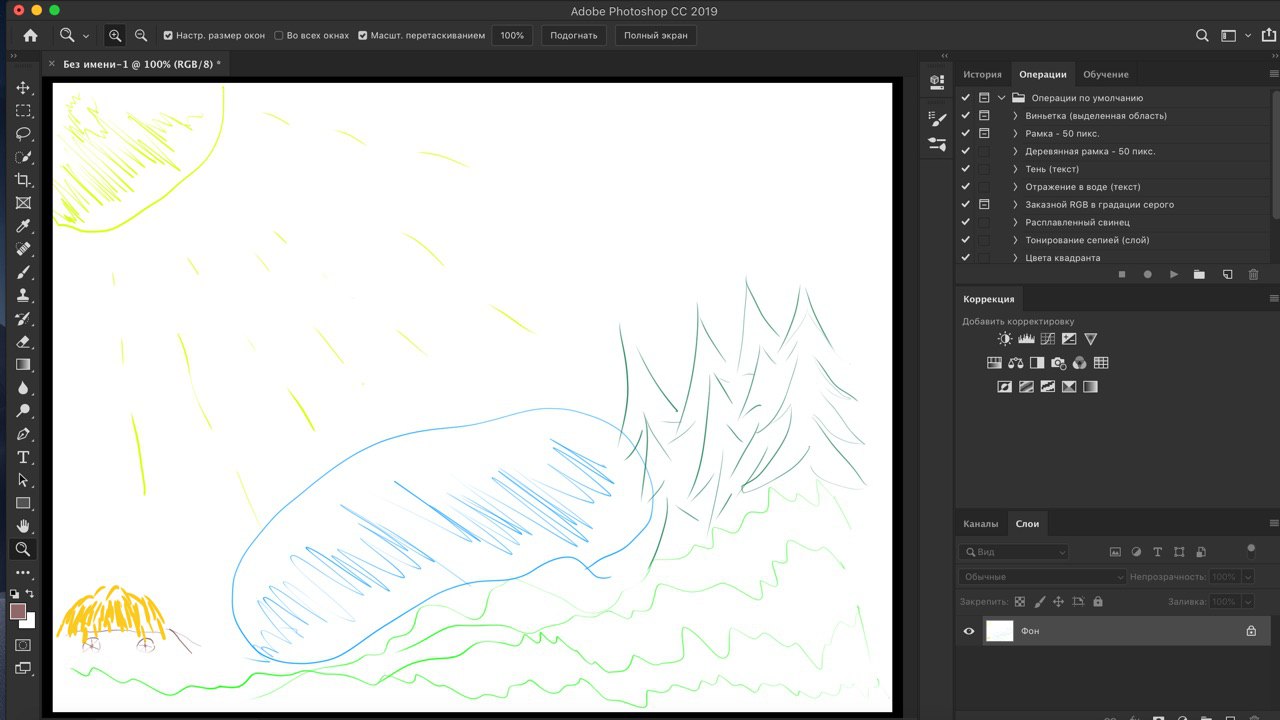 Adobe Photoshop CC 2019
Настр. размер окон Во всех окнах Масшт. перетаскиванием 100% Подогнать Полный экран
Без имени-1 @ 100% (RGB/8) *
История Операции Обучение
Операции по умолчанию
Виньетка (выделенная область)
Рамка - 50 пикс.
Деревянная рамка - 50 пикс.
Тень (текст)
Отражение в воде (текст)
Заказной RGB в градации серого
Расплавленный свинец
Тонирование сепией (слой)
Цвета квадранта
Коррекция
Добавить корректировку
Каналы Слои
Вид
Обычные Непрозрачность: 100%
Закрепить: Заливка: 100%
Фон